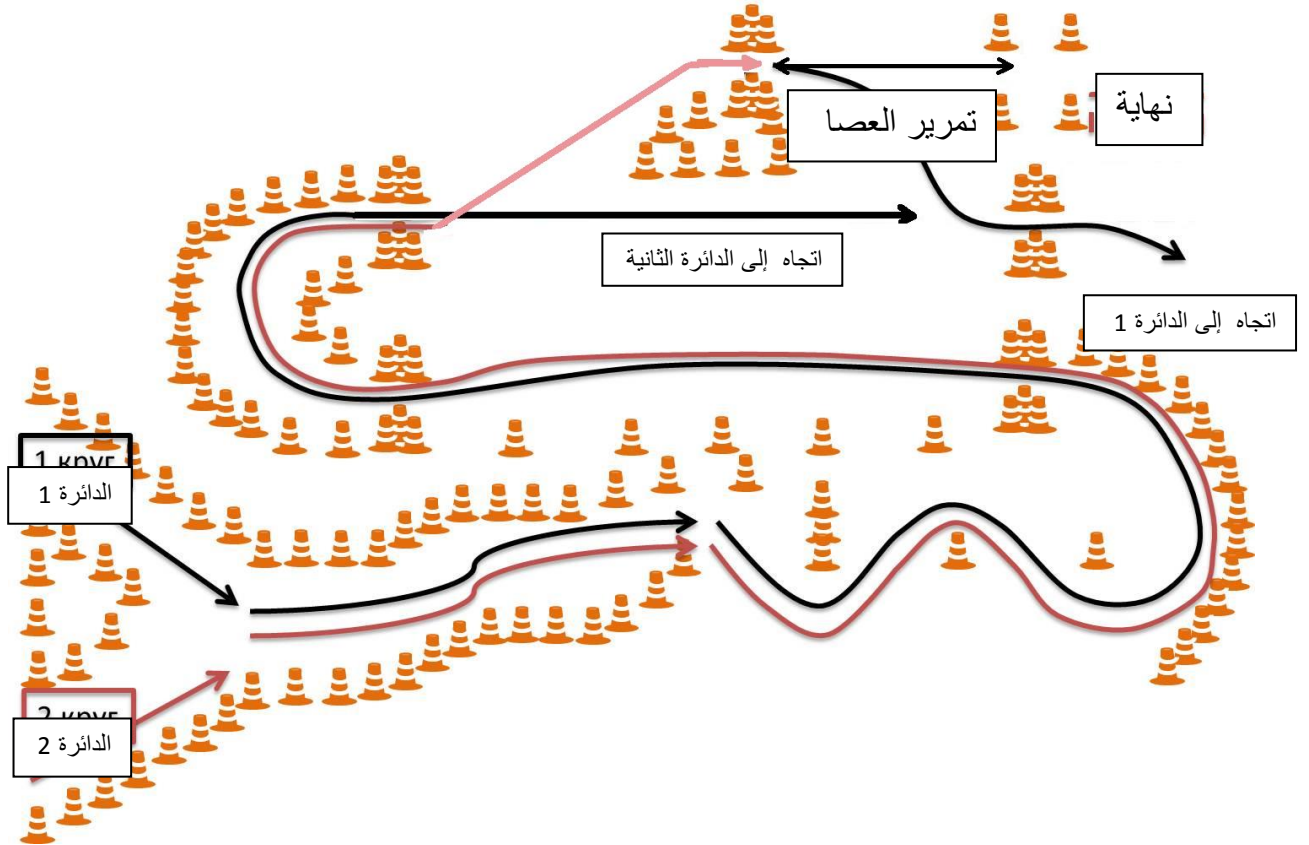 نهاية
تمرير العصا
اتجاه إلى الدائرة الثانية
اتجاه إلى الدائرة 1
1 круг
الدائرة 1
2 круг
الدائرة 2